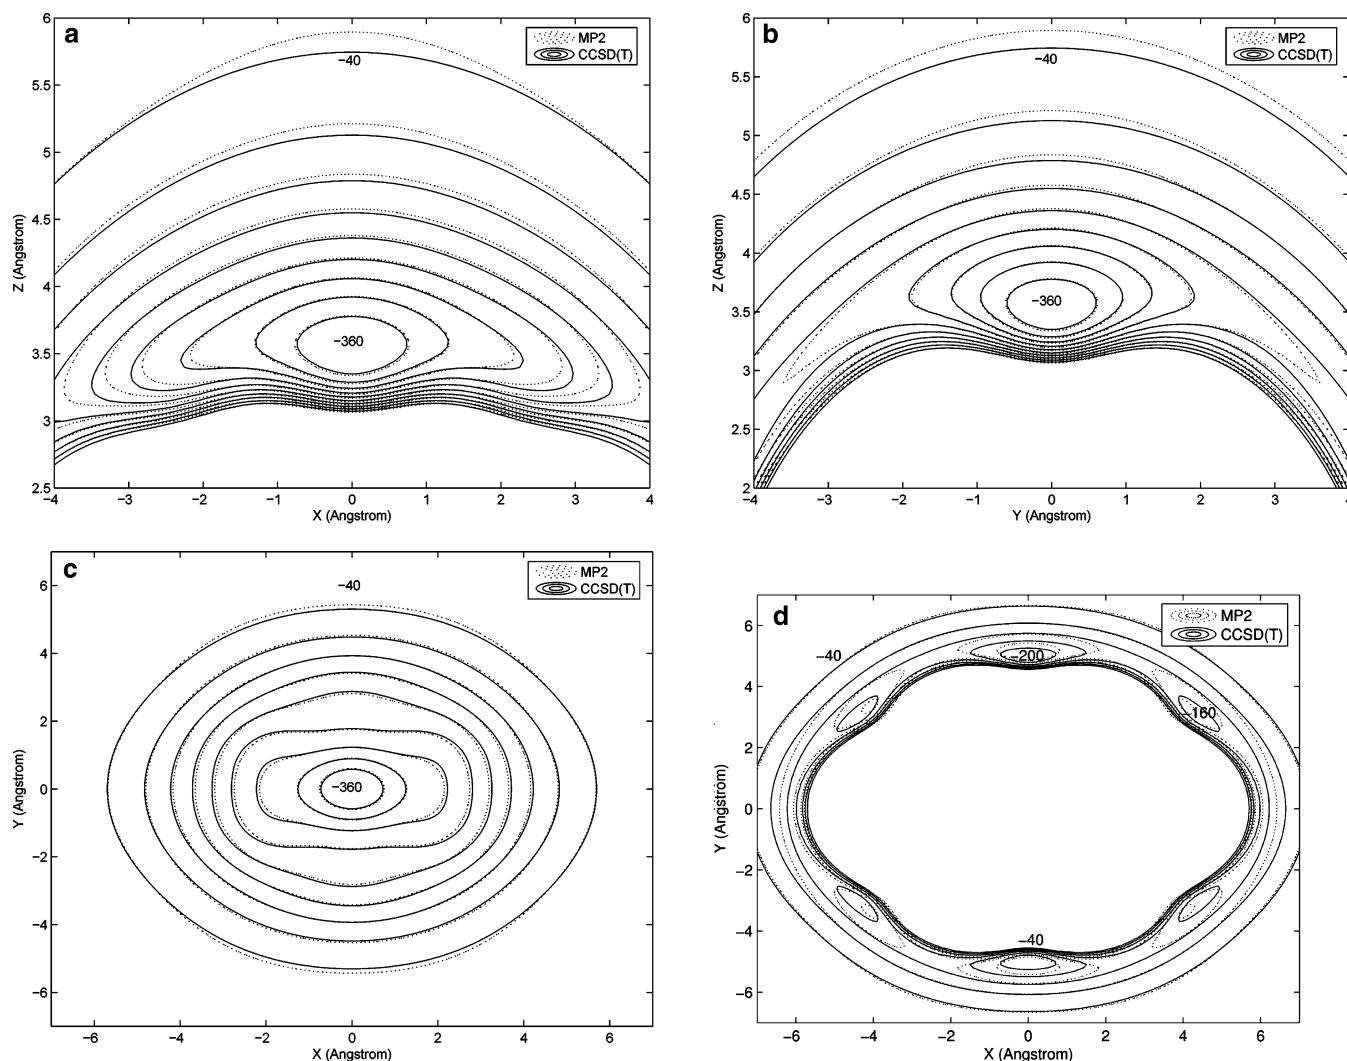 a
MP2
CCSD(T)
−40
−360
6
5.5
5
4.5
4
3.5
3
2.5
Z (Angstrom)
−4 −3 −2 −1 0 1 2 3 4
X (Angstrom)
b
MP2
CCSD(T)
−40
−360
6
5.5
5
4.5
4
3.5
3
2.5
2
Z (Angstrom)
−4 −3 −2 −1 0 1 2 3 4
Y (Angstrom)
c
MP2
CCSD(T)
−40
−360
6
4
2
0
−2
−4
−6
Y (Angstrom)
−6 −4 −2 0 2 4 6
X (Angstrom)
d
MP2
CCSD(T)
−40
−200
−160
−40
6
4
2
0
−2
−4
−6
Y (Angstrom)
−6 −4 −2 0 2 4 6
X (Angstrom)